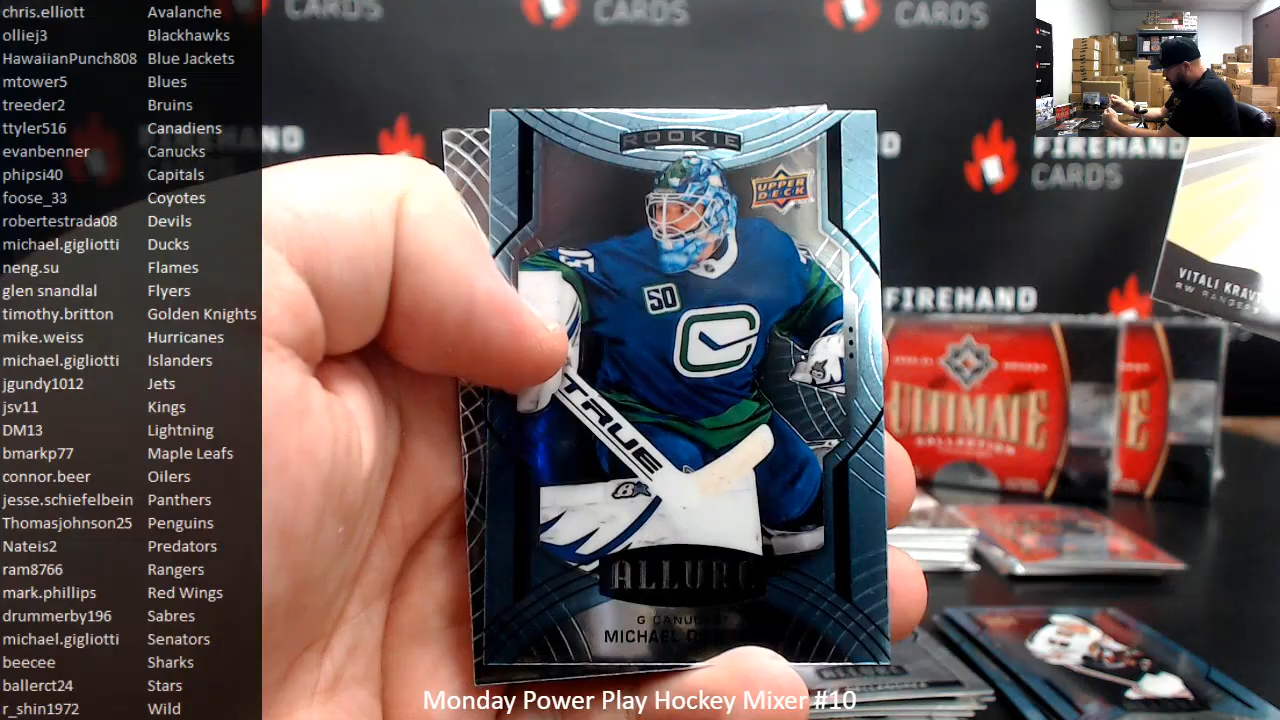 chris.elliott Avalanche
olliej3 Blackhawks
HawaiianPunch808 Blue Jackets
mtower5 Blues
treeder2 Bruins
ttyler516 Canadiens
evanbenner Canucks
phipsi40 Capitals
foose_33 Coyotes
robertestrada08 Devils
michael.gigliotti Ducks
neng.su Flames
glen snandlal Flyers
timothy.britton Golden Knights
mike.weiss Hurricanes
michael.gigliotti Islanders
jgundy1012 Jets
jsv11 Kings
DM13 Lightning
bmarkp77 Maple Leafs
connor.beer Oilers
jesse.schiefelbein Panthers
Thomasjohnson25 Penguins
Nateis2 Predators
ram8766 Rangers
mark.phillips Red Wings
drummerby196 Sabres
michael.gigliotti Senators
beecee Sharks
ballerct24 Stars
r_shin1972 Wild
CARDS
CARDS
CARDS
ROOKIE
UPPER DECK
50
TRUE
ALLURE
G CANUCKS
MICHAEL
FIREHAND
CARDS
FIREHAND
VITALI
RW RANGERS
ULTIMATE
COLLECTION
Monday Power Play Hockey Mixer #10